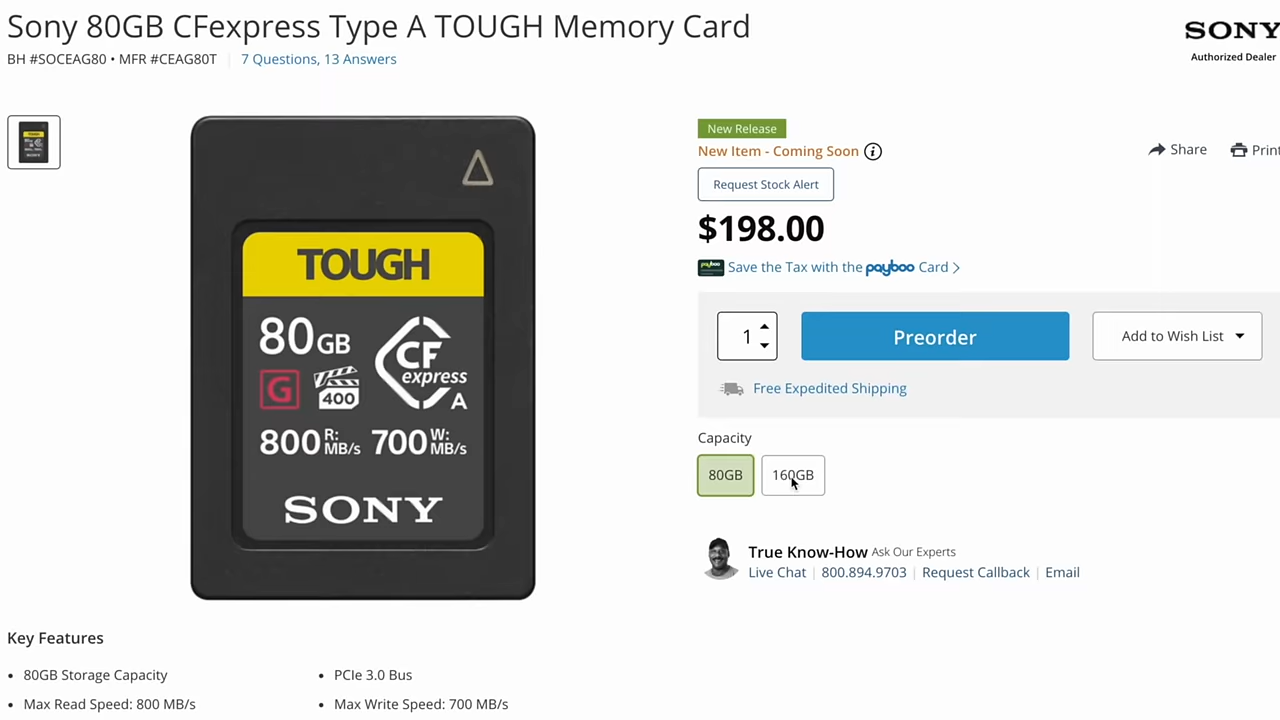 Sony 80GB CFexpress Type A TOUGH Memory Card
BH #SOCEAG80 • MFR #CEAG80T
7 Questions, 13 Answers
SONY
Authorized Dealer
New Release
New Item - Coming Soon
Share
Print
Request Stock Alert
$198.00
payboo
Save the Tax with the payboo Card
1
Preorder
Add to Wish List
Free Expedited Shipping
Capacity
80GB
160GB
True Know-How Ask Our Experts
Live Chat | 800.894.9703 | Request Callback | Email
TOUGH
80GB
CF
express
A
G
400
800 R: MB/s 700 W: MB/s
SONY
Key Features
• 80GB Storage Capacity
• PCIe 3.0 Bus
• Max Read Speed: 800 MB/s
• Max Write Speed: 700 MB/s